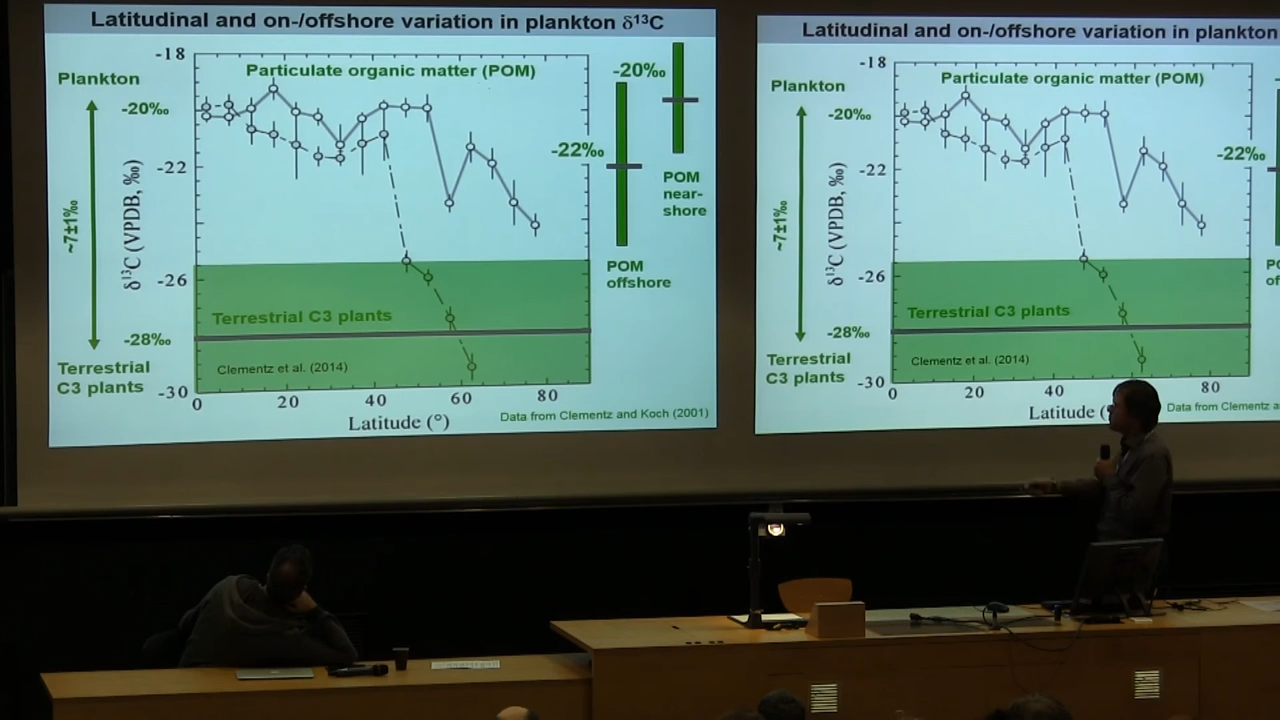 Latitudinal and on-/offshore variation in plankton δ¹³C
Plankton
-20‰
~7±1‰
-28‰
Terrestrial
C3 plants
δ¹³C (VPDB, ‰)
-18
-22
-26
-30
Particulate organic matter (POM)
Terrestrial C3 plants
Clementz et al. (2014)
0
20
40
60
80
Latitude (°)
Data from Clementz and Koch (2001)
-20‰
-22‰
POM
near-
shore
POM
offshore
Latitudinal and on-/offshore variation in plankton
Plankton
-20‰
~7±1‰
-28‰
Terrestrial
C3 plants
δ¹³C (VPDB, ‰)
-18
-22
-26
-30
Particulate organic matter (POM)
Terrestrial C3 plants
Clementz et al. (2014)
0
20
40
80
Latitude (°
Data from Clementz
-22‰